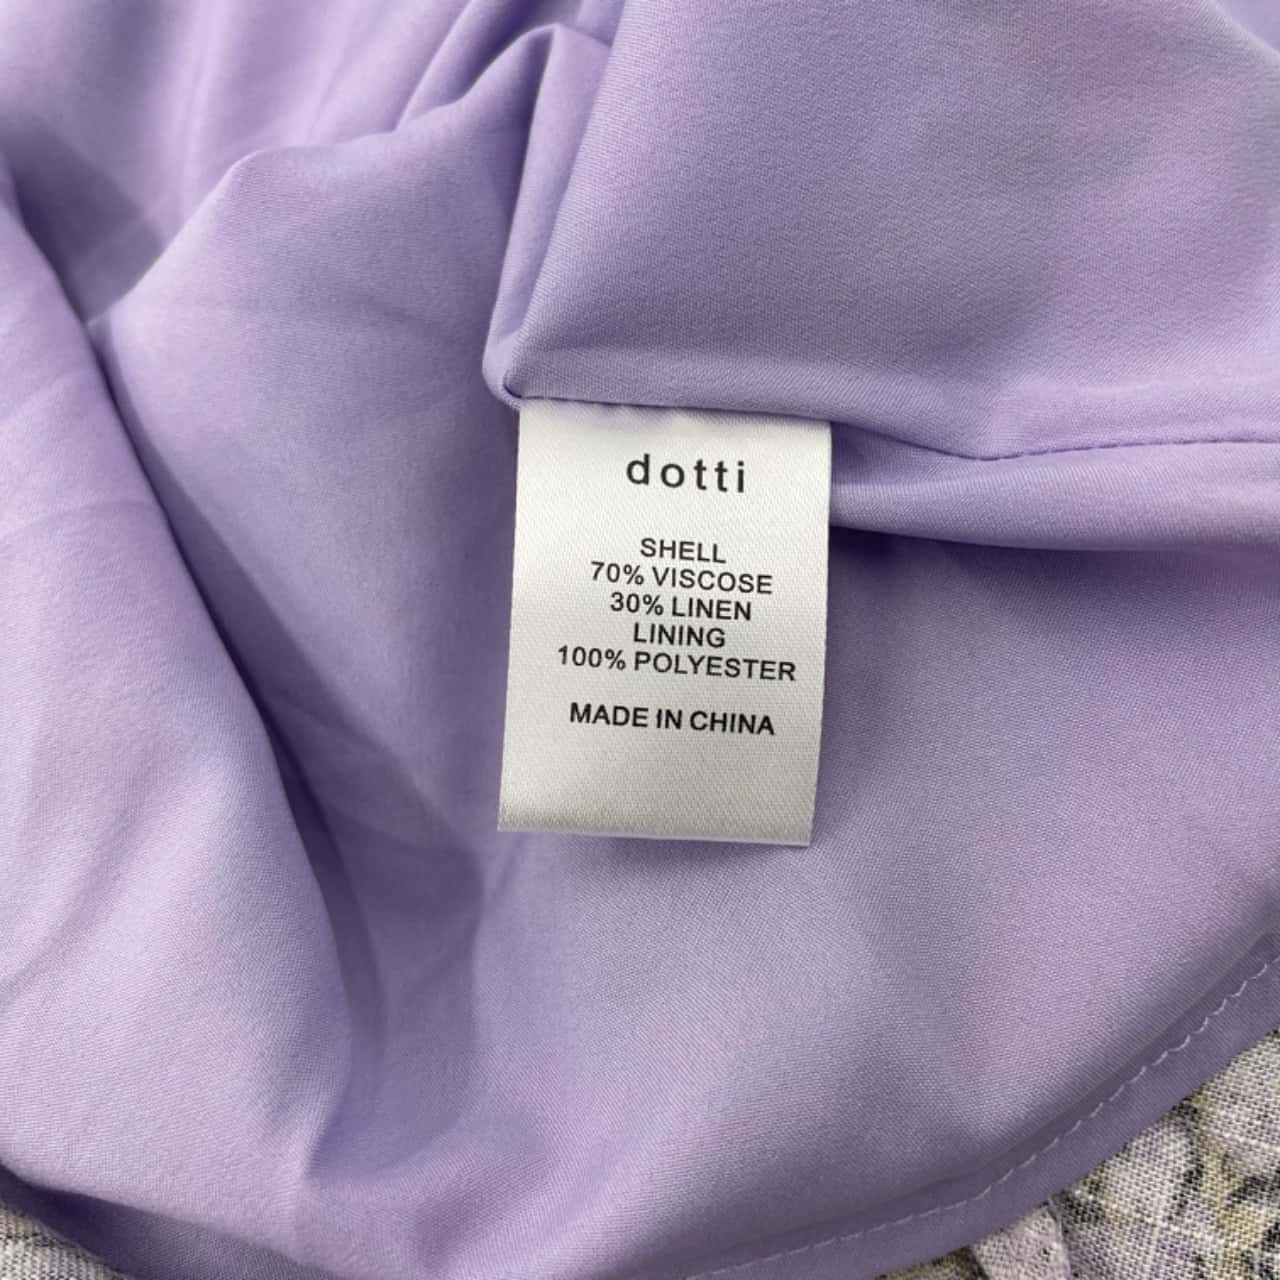 dotti
SHELL
70% VISCOSE
30% LINEN
LINING
100% POLYESTER
MADE IN CHINA